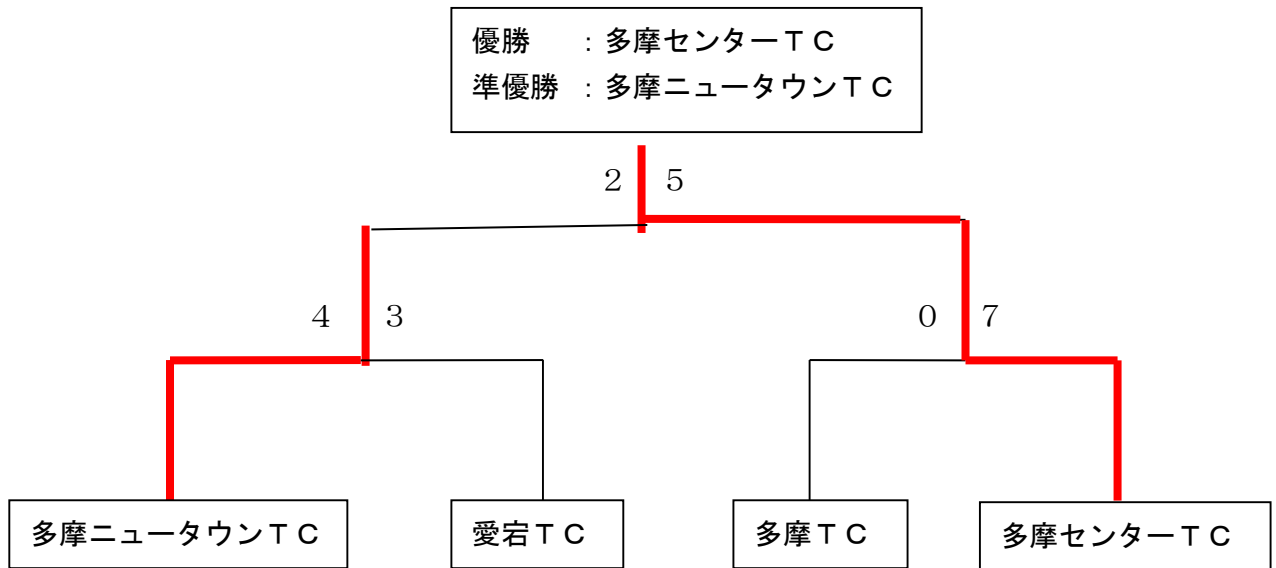 優勝　　：多摩センターＴＣ
準優勝　：多摩ニュータウンＴＣ
２　５
４　３
０　７
多摩ニュータウンＴＣ
愛宕ＴＣ
多摩ＴＣ
多摩センターＴＣ